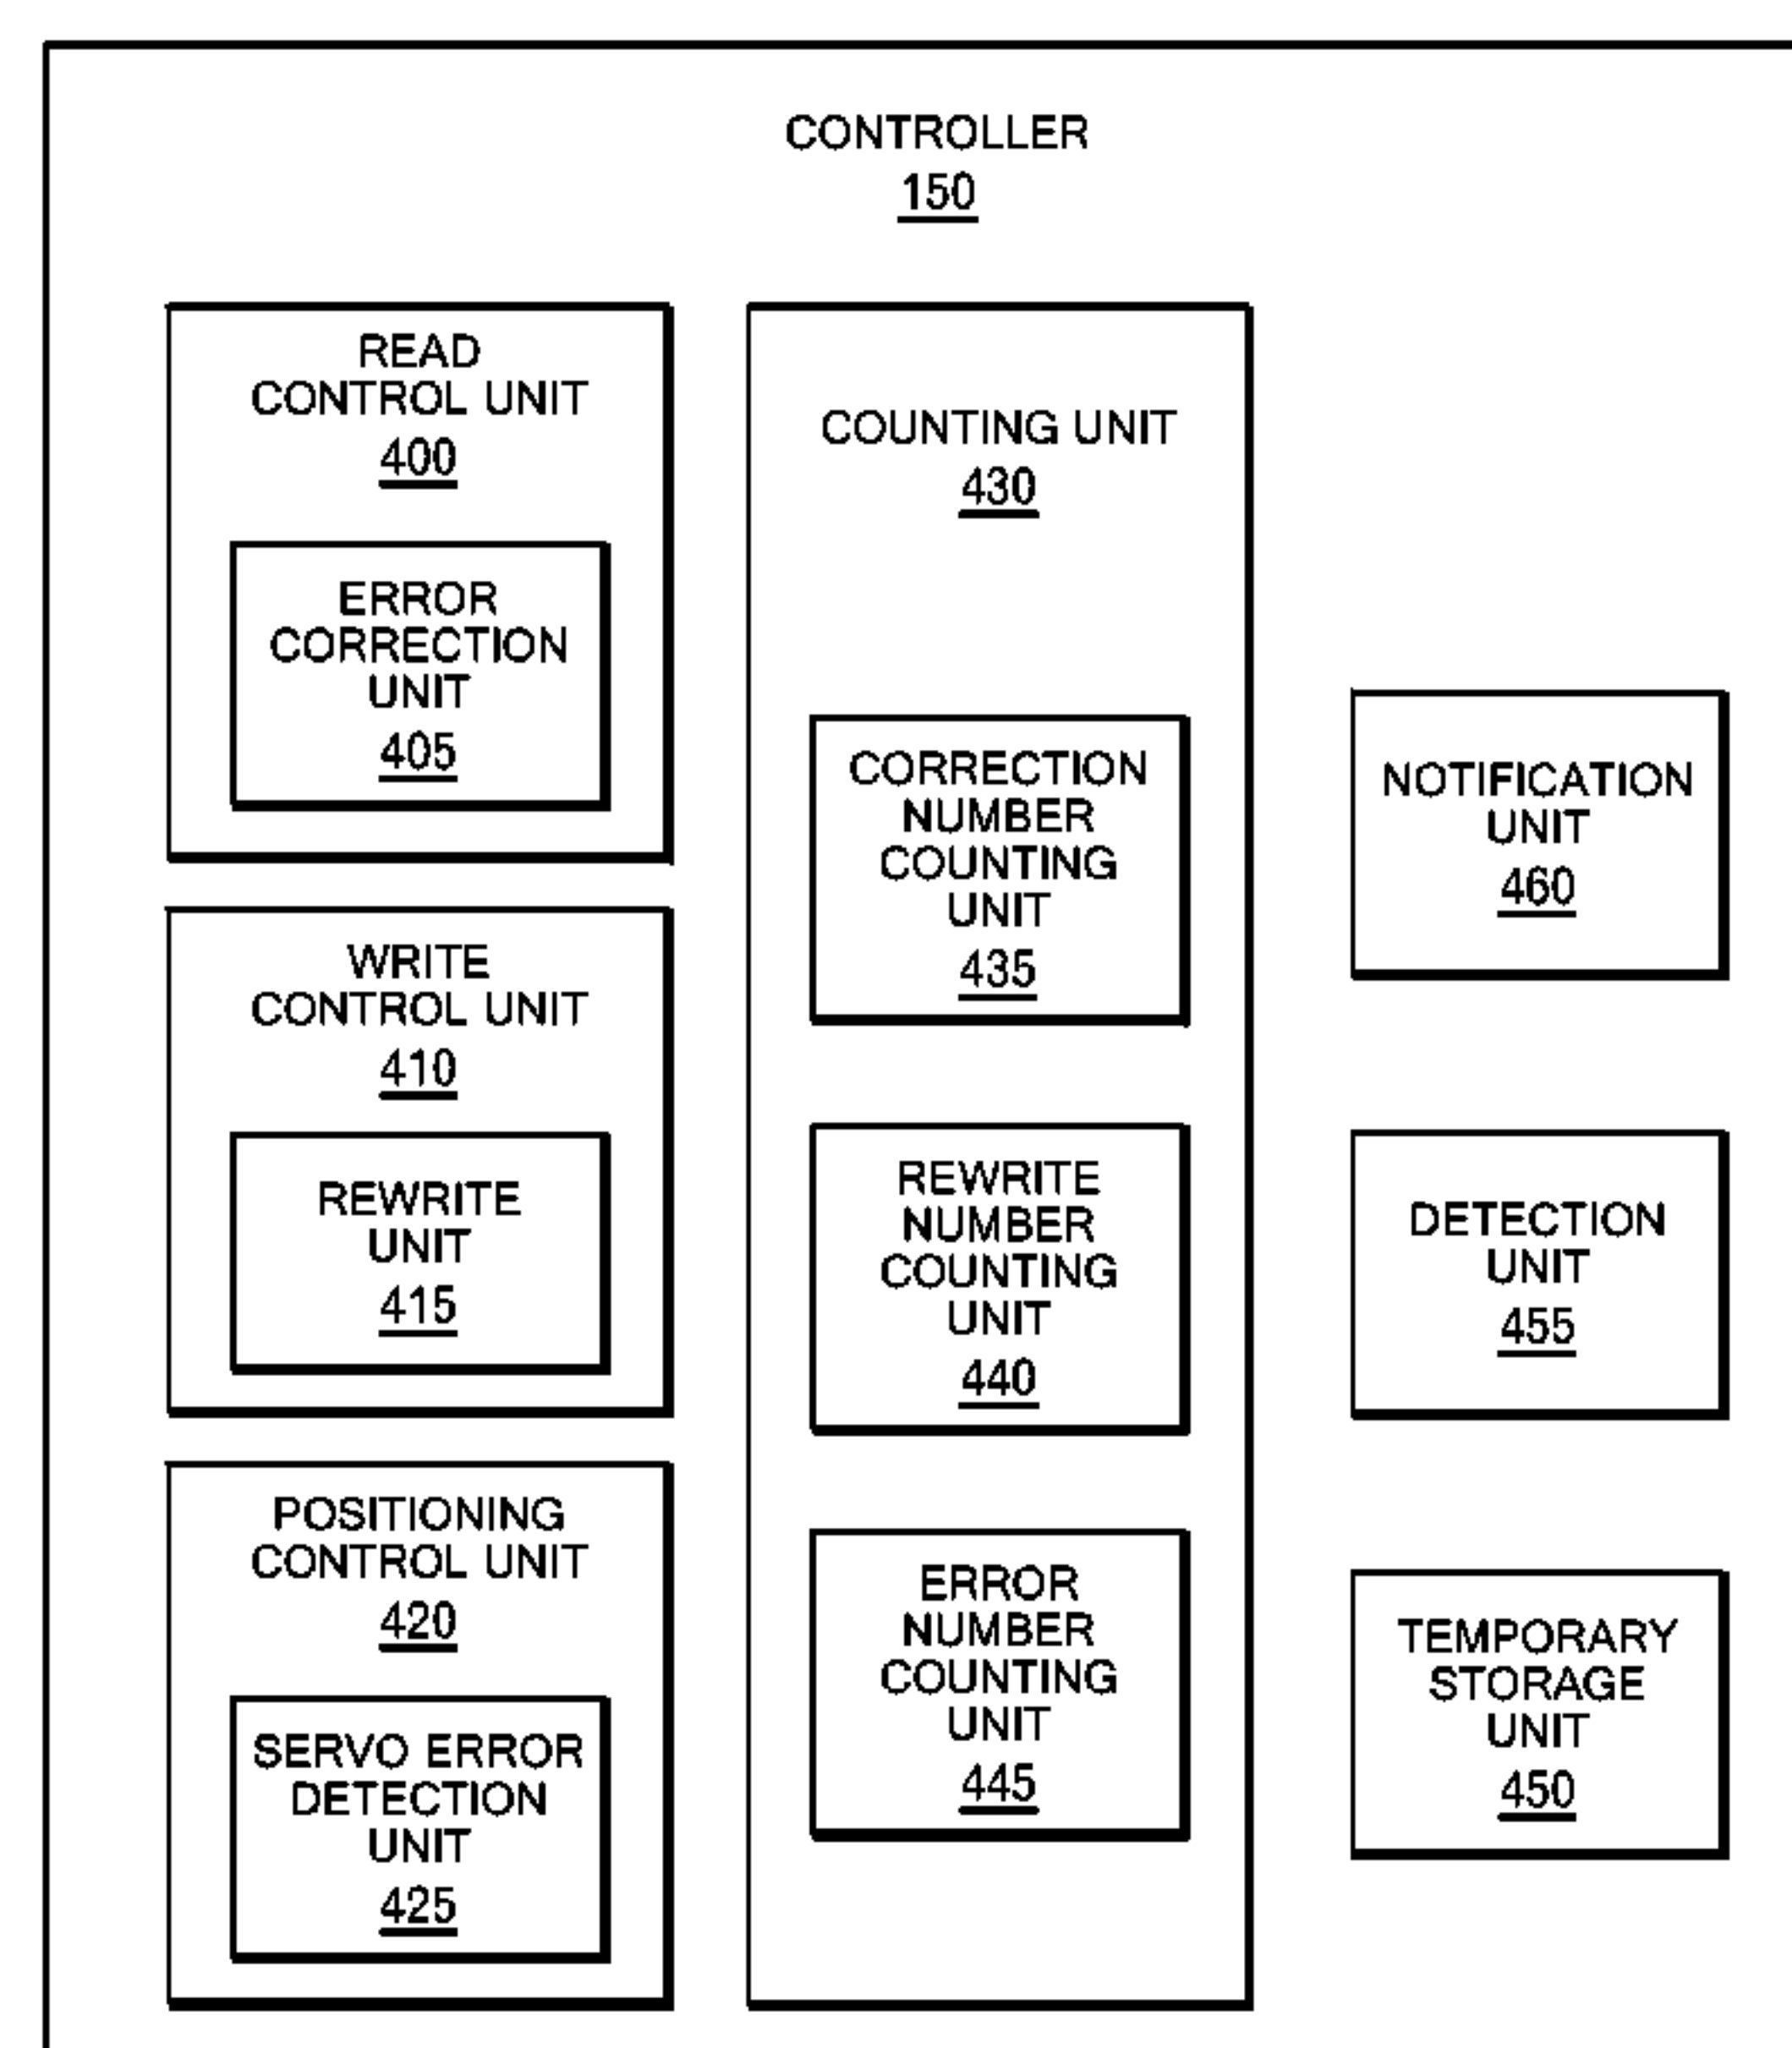 CONTROLLER
150
READ
CONTROL UNIT
400
ERROR
CORRECTION
UNIT
405
WRITE
CONTROL UNIT
410
REWRITE
UNIT
415
POSITIONING
CONTROL UNIT
420
SERVO ERROR
DETECTION
UNIT
425
COUNTING UNIT
430
CORRECTION
NUMBER
COUNTING
UNIT
435
REWRITE
NUMBER
COUNTING
UNIT
440
ERROR
NUMBER
COUNTING
UNIT
445
NOTIFICATION
UNIT
460
DETECTION
UNIT
455
TEMPORARY
STORAGE
UNIT
450